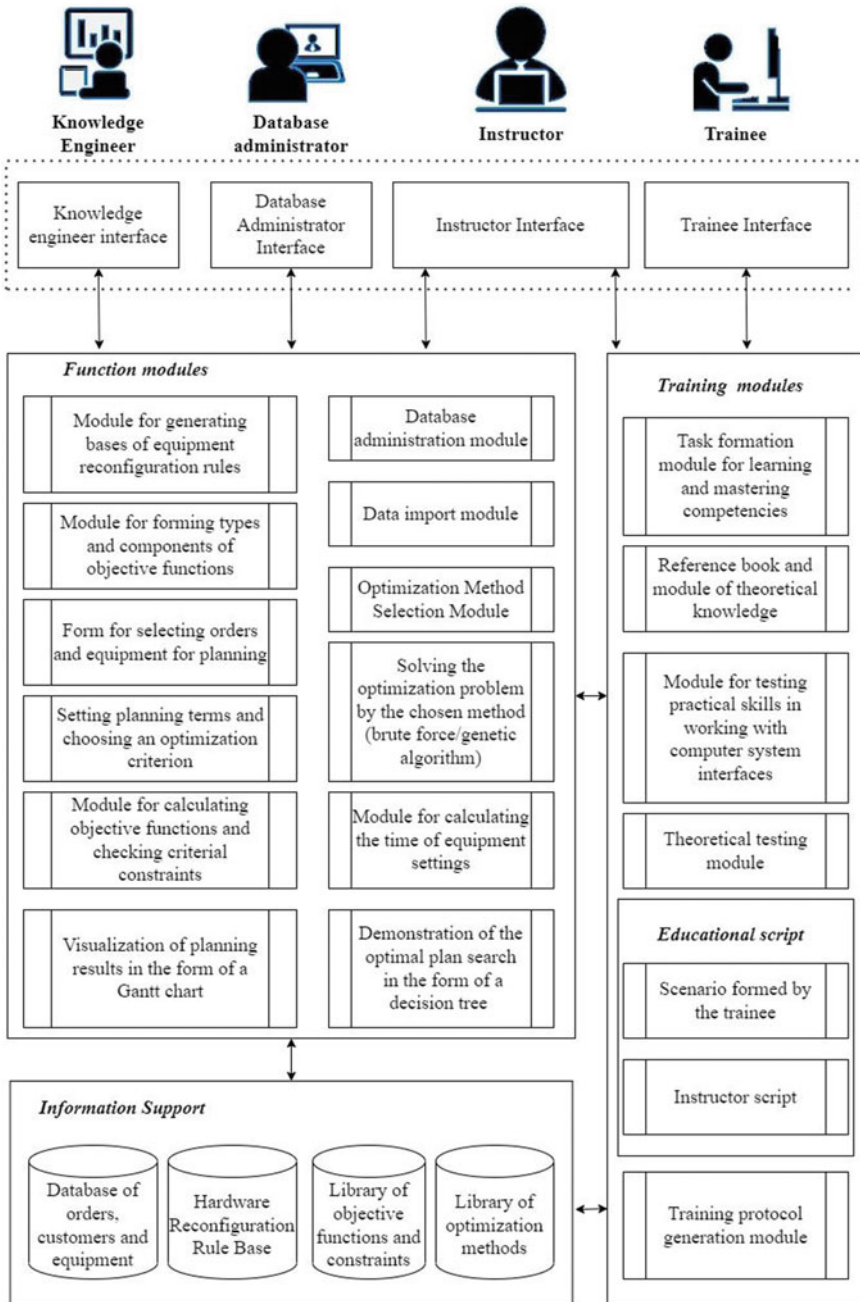 Knowledge
Engineer
Database
administrator
Instructor
Trainee
Knowledge
engineer interface
Database
Administrator
Interface
Instructor Interface
Trainee Interface
Function modules
Module for generating
bases of equipment
reconfiguration rules
Module for forming types
and components of
objective functions
Form for selecting orders
and equipment for planning
Setting planning terms and
choosing an optimization
criterion
Module for calculating
objective functions and
checking criterial
constraints
Visualization of planning
results in the form of a
Gantt chart
Database
administration module
Data import module
Optimization Method
Selection Module
Solving the
optimization problem
by the chosen method
(brute force/genetic
algorithm)
Module for calculating
the time of equipment
settings
Demonstration of the
optimal plan search
in the form of a
decision tree
Training modules
Task formation
module for learning
and mastering
competencies
Reference book and
module of theoretical
knowledge
Module for testing
practical skills in
working with
computer system
interfaces
Theoretical testing
module
Educational script
Scenario formed by
the trainee
Instructor script
Training protocol
generation module
Information Support
Database of
orders,
customers and
equipment
Hardware
Reconfiguration
Rule Base
Library of
objective
functions and
constraints
Library of
optimization
methods